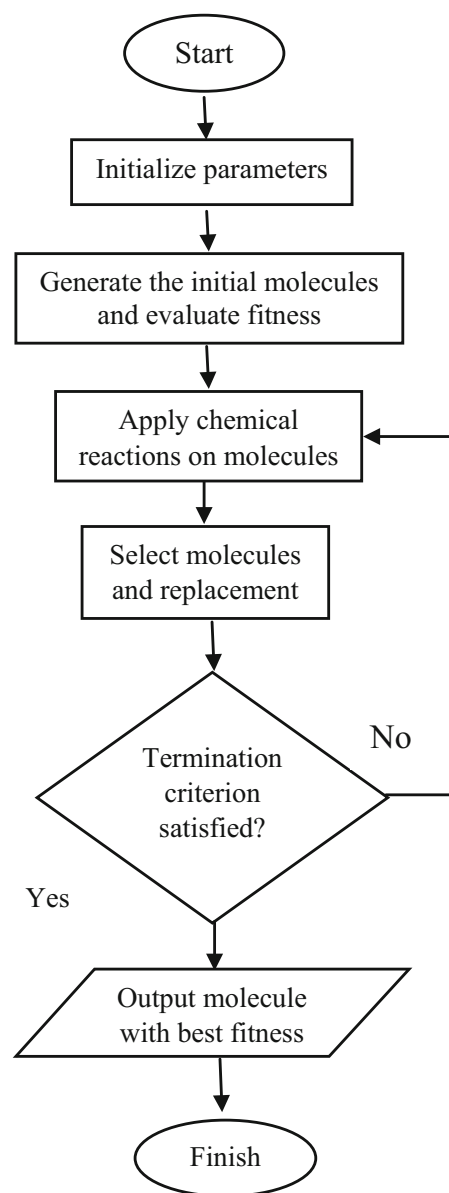 Start
Initialize parameters
Generate the initial molecules
and evaluate fitness
Apply chemical
reactions on molecules
Select molecules
and replacement
Termination
criterion
satisfied?
No
Yes
Output molecule
with best fitness
Finish